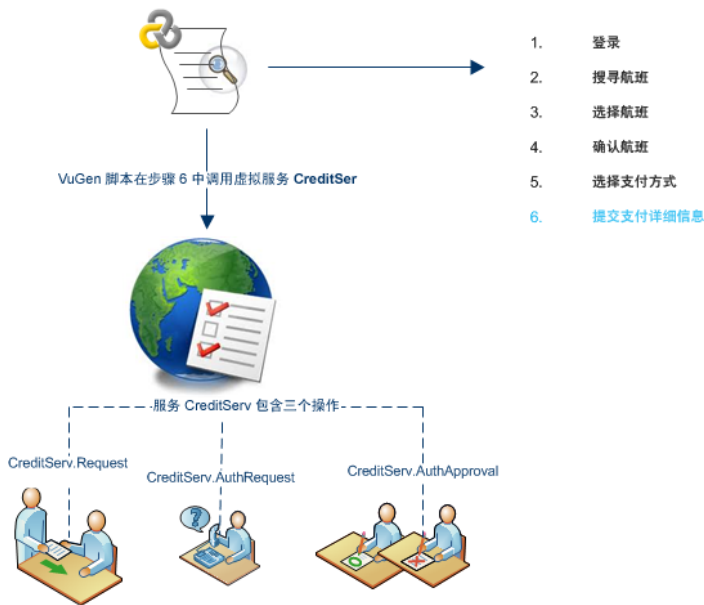 1. 登录
2. 搜寻航班
3. 选择航班
4. 确认航班
5. 选择支付方式
6. 提交支付详细信息
VuGen 脚本在步骤 6 中调用虚拟服务 CreditSer
服务 CreditServ 包含三个操作
CreditServ.Request
CreditServ.AuthRequest
CreditServ.AuthApproval